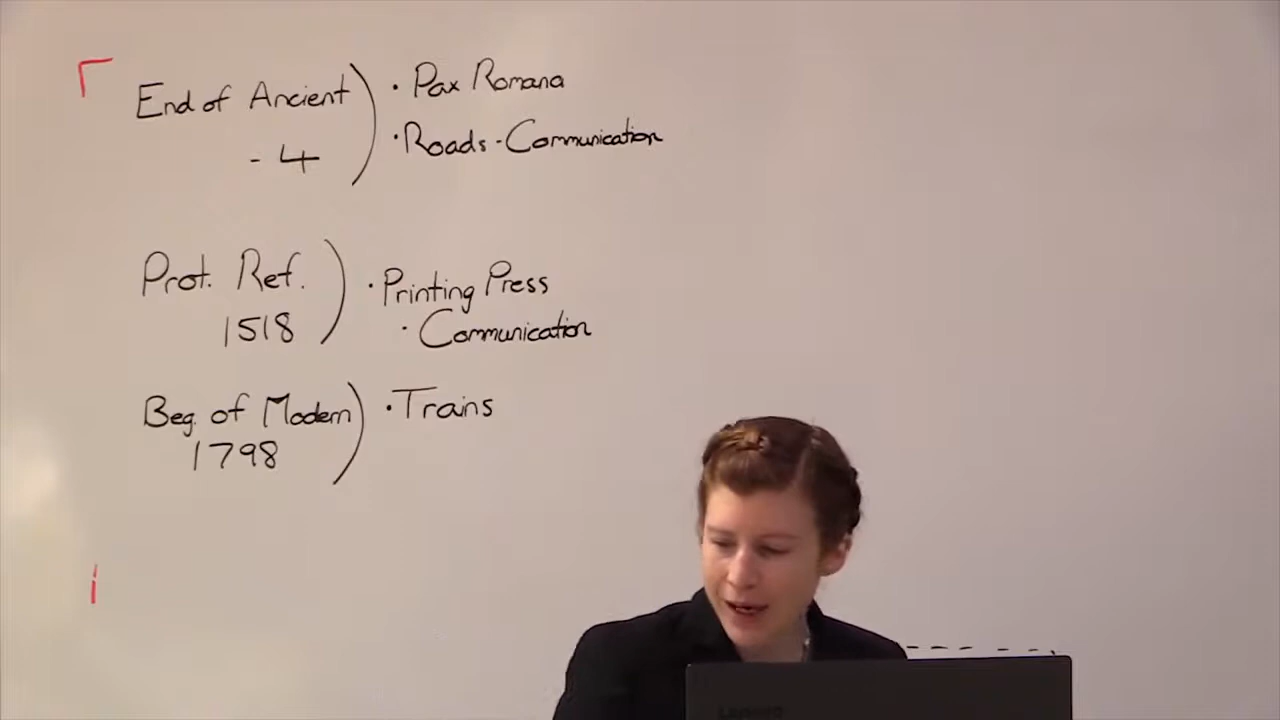 End of Ancient
- 4
• Pax Romana
• Roads - Communication
Prot. Ref.
1518
• Printing Press
• Communication
Beg. of Modern
1798
• Trains
Lenovo